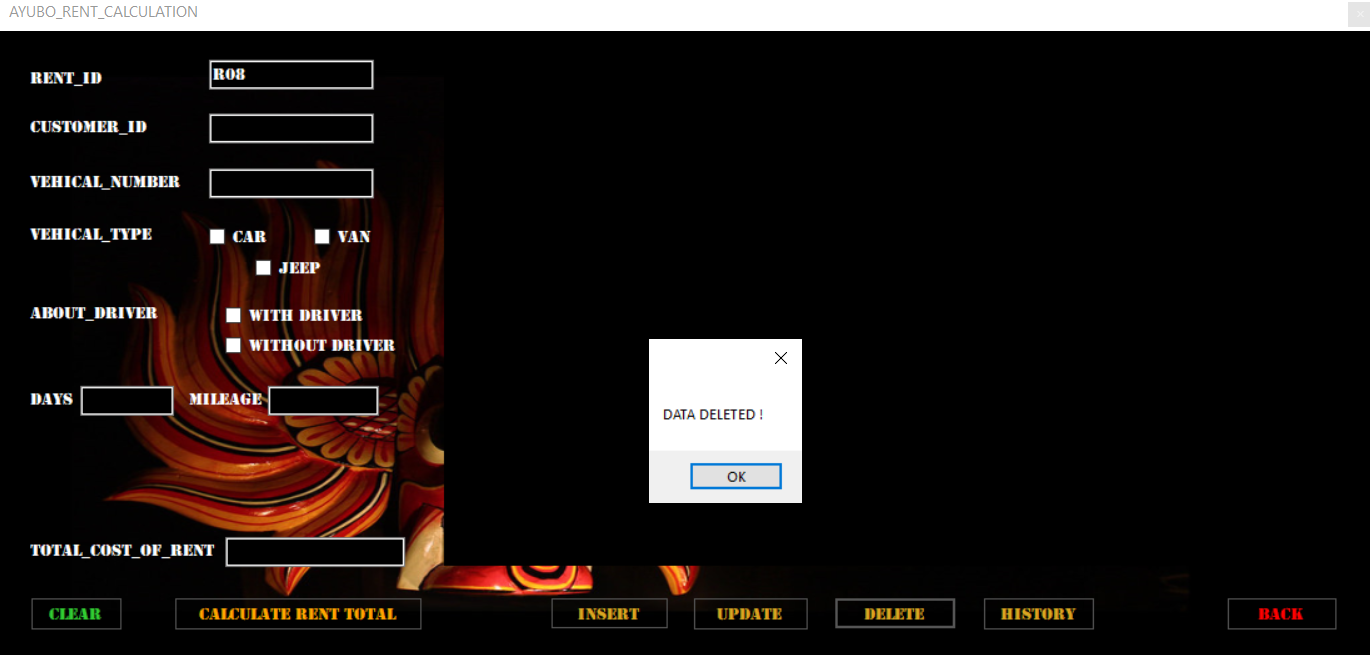 AYUBO_RENT_CALCULATION
RENT_ID R08
CUSTOMER_ID
VEHICAL_NUMBER
VEHICAL_TYPE CAR VAN
JEEP
ABOUT_DRIVER WITH DRIVER
WITHOUT DRIVER
DAYS MILEAGE
DATA DELETED !
OK
TOTAL_COST_OF_RENT
CLEAR CALCULATE RENT TOTAL INSERT UPDATE DELETE HISTORY BACK